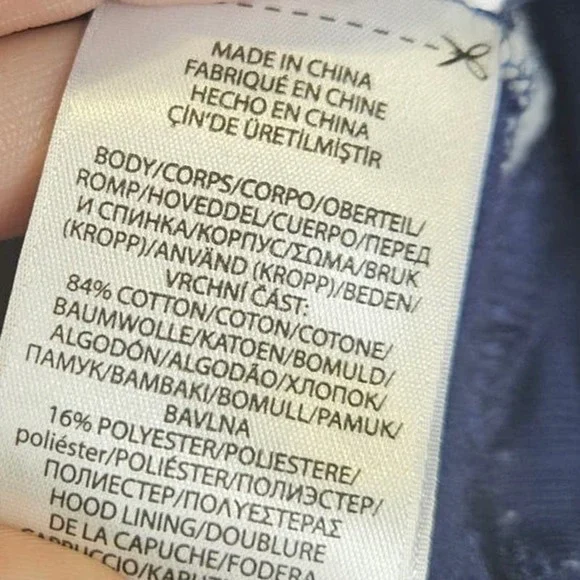 MADE IN CHINA
FABRIQUÉ EN CHINE
HECHO EN CHINA
ÇİN'DE ÜRETİLMİŞTİR
BODY/CORPS/CORPO/OBERTEIL/
ROMP/HOVEDDEL/CUERPO/ПЕРЕД
И СПИНКА/КОРПУС/ΣΩΜΑ/BRUK
(KROPP)/ANVÄND (KROPP)/BEDEN/
VRCHNÍ ČÁST:
84% COTTON/COTON/COTONE/
BAUMWOLLE/KATOEN/BOMULD/
ALGODÓN/ALGODÃO/ХЛОПОК/
ПАМУК/ΒΑΜΒΑΚΙ/BOMULL/PAMUK/
BAVLNA
16% POLYESTER/POLIESTERE/
poliéster/POLIÉSTER/ПОЛИЭСТЕР/
ПОЛИЕСТЕР/ΠΟΛΥΕΣΤΕΡΑΣ
HOOD LINING/DOUBLURE
DE LA CAPUCHE/FODERA
CAPPUCCIO/